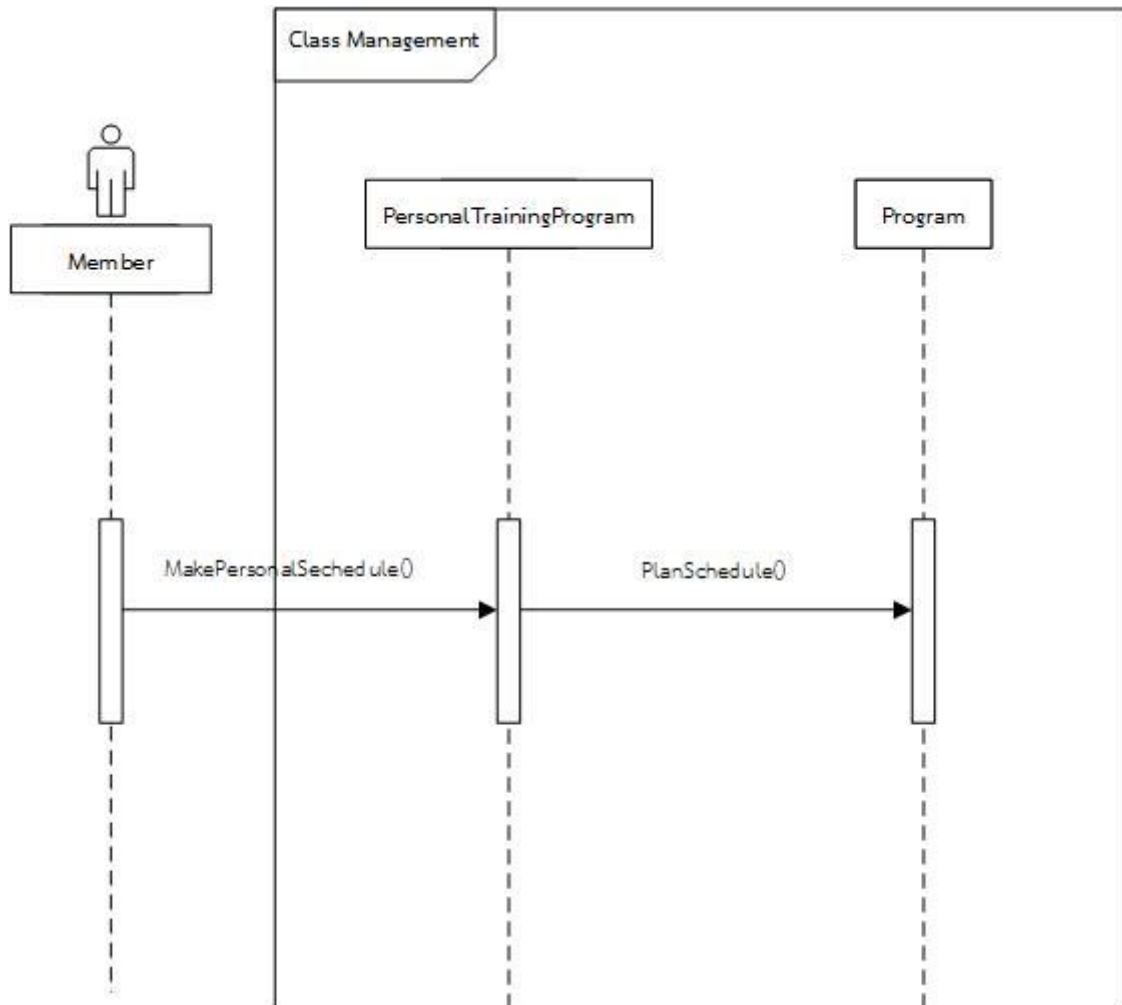 Class Management
Member
PersonalTrainingProgram
Program
MakePersonalSechedule()
PlanSchedule()